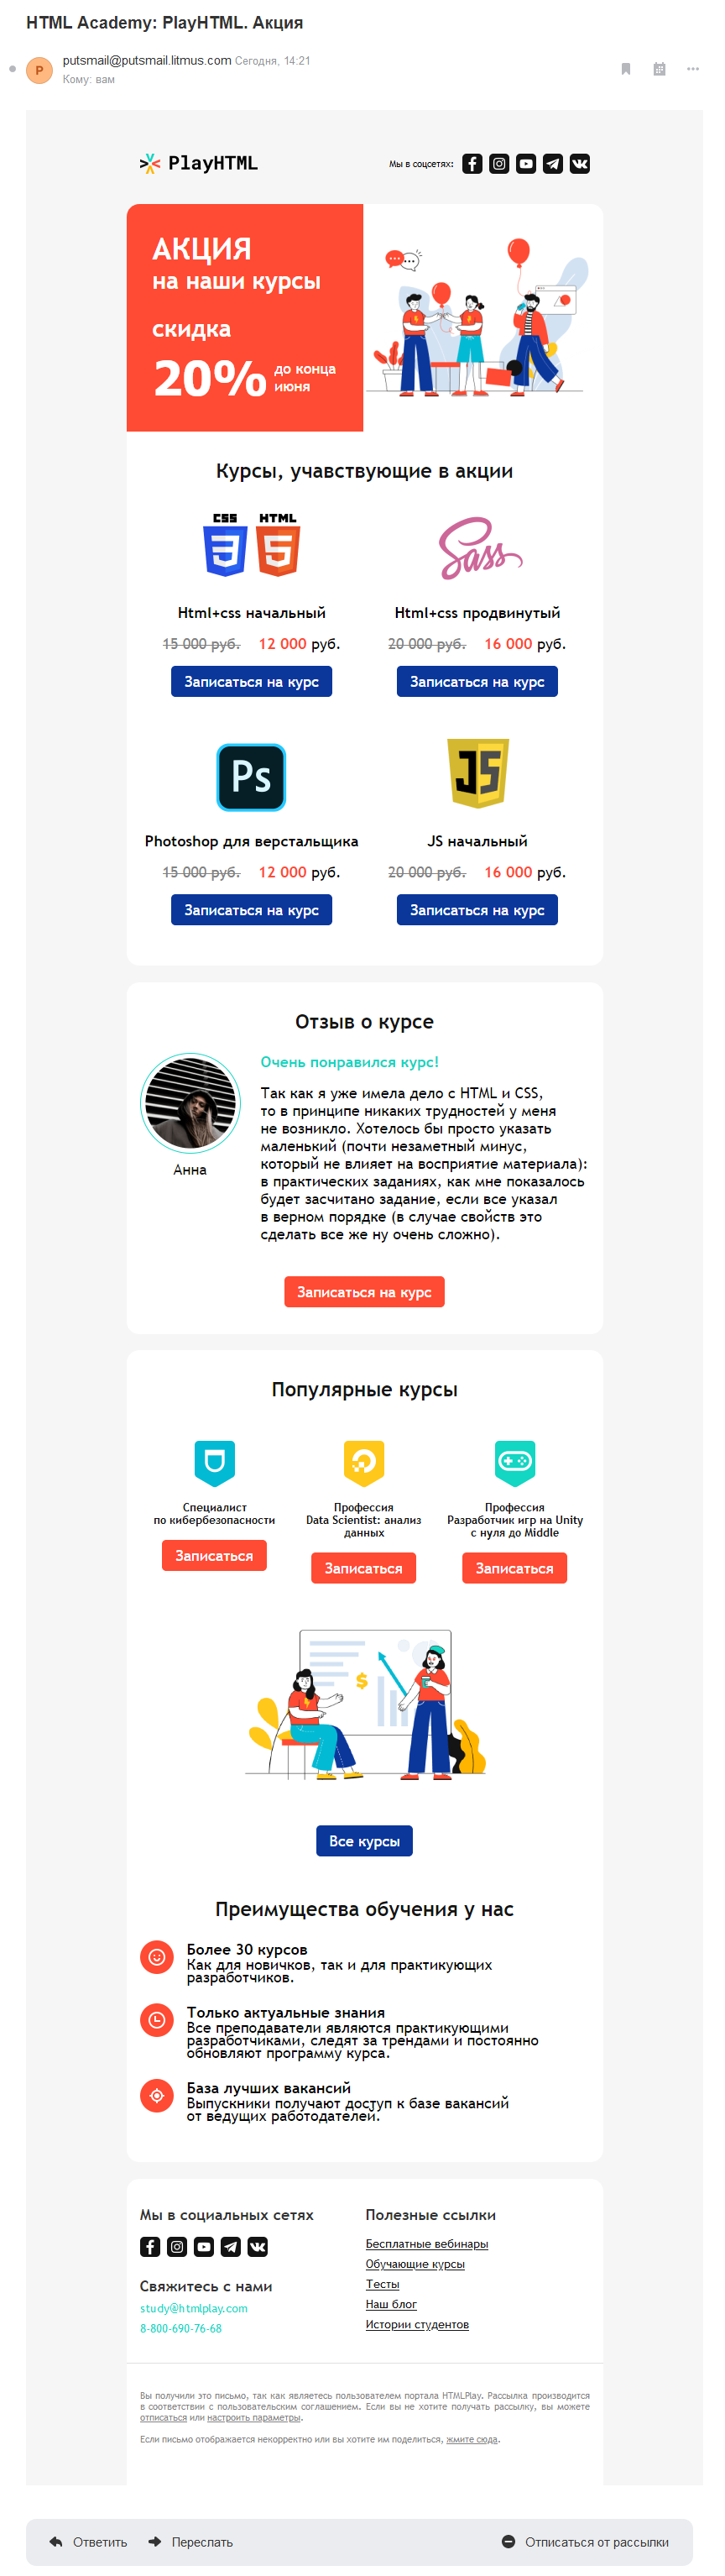 HTML Academy: PlayHTML. Акция
P
putsmail@putsmail.litmus.com Сегодня, 14:21
Кому: вам
PlayHTML
Мы в соцсетях:
АКЦИЯ
на наши курсы
скидка
20% до конца
июня
Курсы, учавствующие в акции
CSS HTML
Sass
Html+css начальный
Html+css продвинутый
15 000 руб. 12 000 руб.
20 000 руб. 16 000 руб.
Записаться на курс
Записаться на курс
Ps
JS
Photoshop для верстальщика
JS начальный
15 000 руб. 12 000 руб.
20 000 руб. 16 000 руб.
Записаться на курс
Записаться на курс
Отзыв о курсе
Анна
Очень понравился курс!
Так как я уже имела дело с HTML и CSS,
то в принципе никаких трудностей у меня
не возникло. Хотелось бы просто указать
маленький (почти незаметный минус,
который не влияет на восприятие материала):
в практических заданиях, как мне показалось
будет засчитано задание, если все указал
в верном порядке (в случае свойств это
сделать все же ну очень сложно).
Записаться на курс
Популярные курсы
Специалист
по кибербезопасности
Записаться
Профессия
Data Scientist: анализ
данных
Записаться
Профессия
Разработчик игр на Unity
с нуля до Middle
Записаться
$
Все курсы
Преимущества обучения у нас
Более 30 курсов
Как для новичков, так и для практикующих
разработчиков.
Только актуальные знания
Все преподаватели являются практикующими
разработчиками, следят за трендами и постоянно
обновляют программу курса.
База лучших вакансий
Выпускники получают доступ к базе вакансий
от ведущих работодателей.
Мы в социальных сетях
Свяжитесь с нами
study@htmlplay.com
8-800-690-76-68
Полезные ссылки
Бесплатные вебинары
Обучающие курсы
Тесты
Наш блог
Истории студентов
Вы получили это письмо, так как являетесь пользователем портала HTMLPlay. Рассылка производится
в соответствии с пользовательским соглашением. Если вы не хотите получать рассылку, вы можете
отписаться или настроить параметры.
Если письмо отображается некорректно или вы хотите им поделиться, жмите сюда.
Ответить
Переслать
Отписаться от рассылки